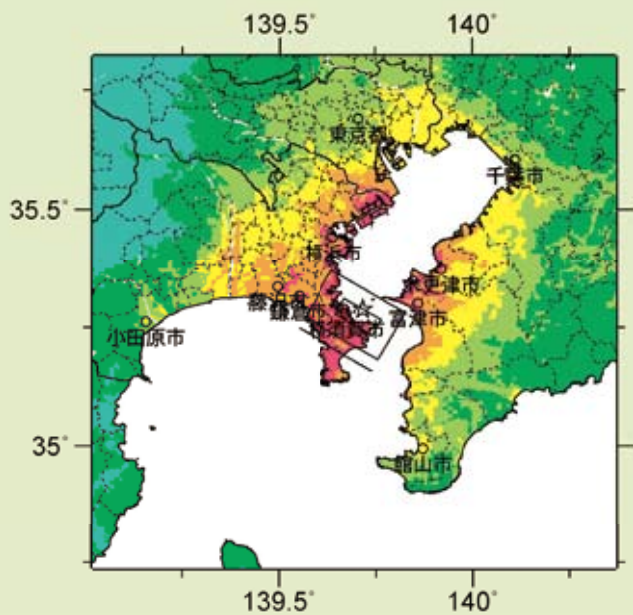 139.5°
140°
東京都
千葉市
35.5°
横浜市
木更津市
藤沢市
鎌倉市
富津市
横須賀市
小田原市
35°
館山市
139.5°
140°